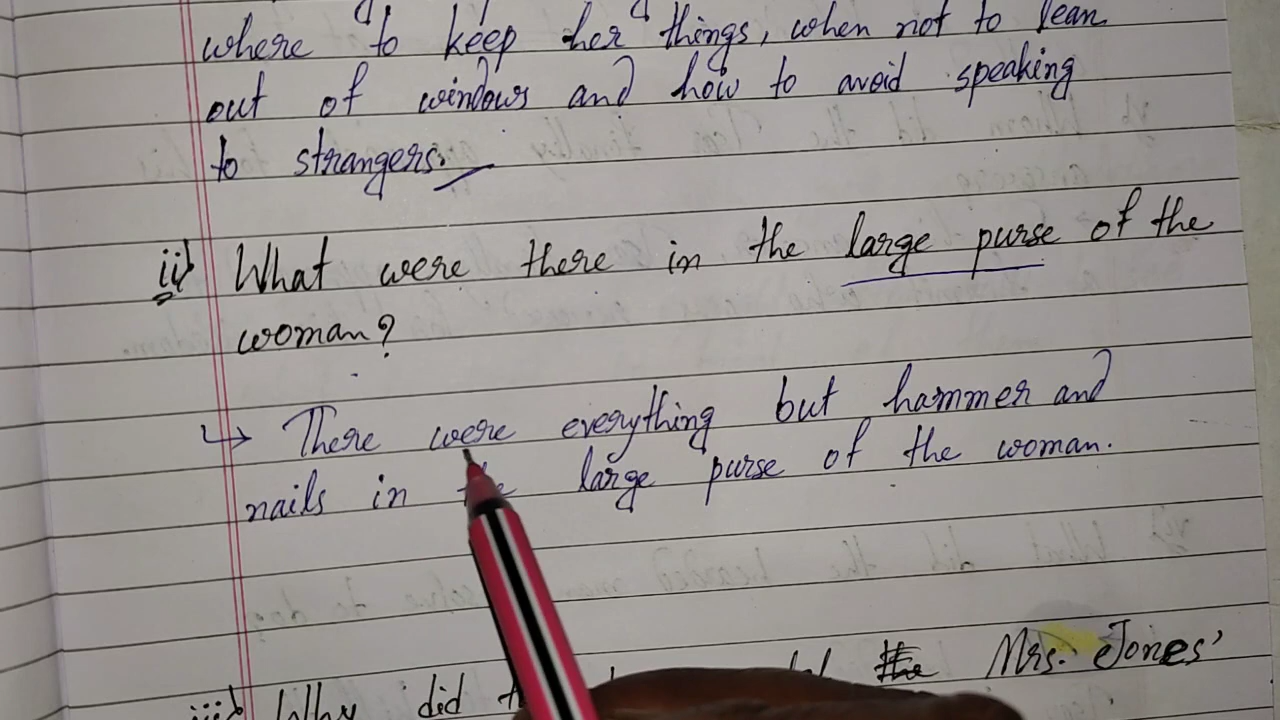 where to keep her things, when not to lean
out of windows and how to avoid speaking
to strangers.
ii) What were there in the large purse of the
woman?
↳ There were everything but hammer and
nails in the large purse of the woman.
iii) Why did Mrs. Jones'